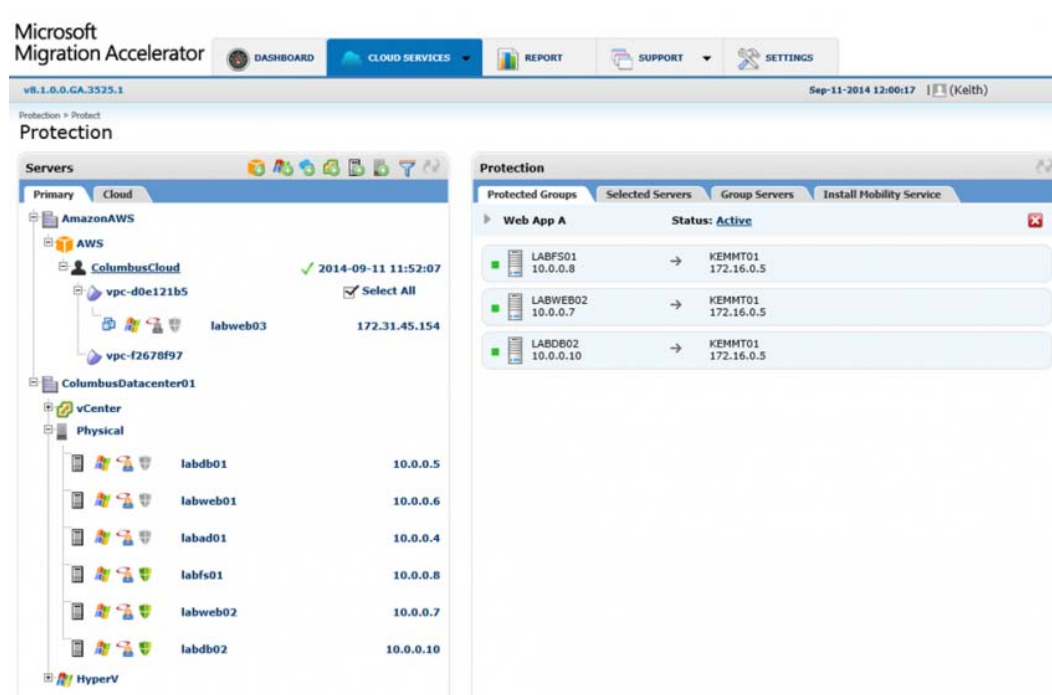 Microsoft
Migration Accelerator
DASHBOARD
CLOUD SERVICES
REPORT
SUPPORT
SETTINGS
v8.1.0.0.GA.3525.1
Sep-11-2014 12:00:17 | (Keith)
Protection » Protect
Protection
Servers
Primary
Cloud
AmazonAWS
AWS
ColumbusCloud 2014-09-11 11:52:07
vpc-d0e121b5 Select All
labweb03 172.31.45.154
vpc-f2678f97
ColumbusDatacenter01
vCenter
Physical
labdb01 10.0.0.5
labweb01 10.0.0.6
labad01 10.0.0.4
labfs01 10.0.0.8
labweb02 10.0.0.7
labdb02 10.0.0.10
HyperV
Protection
Protected Groups
Selected Servers
Group Servers
Install Mobility Service
Web App A Status: Active
LABFS01 → KEMMT01
10.0.0.8 172.16.0.5
LABWEB02 → KEMMT01
10.0.0.7 172.16.0.5
LABDB02 → KEMMT01
10.0.0.10 172.16.0.5